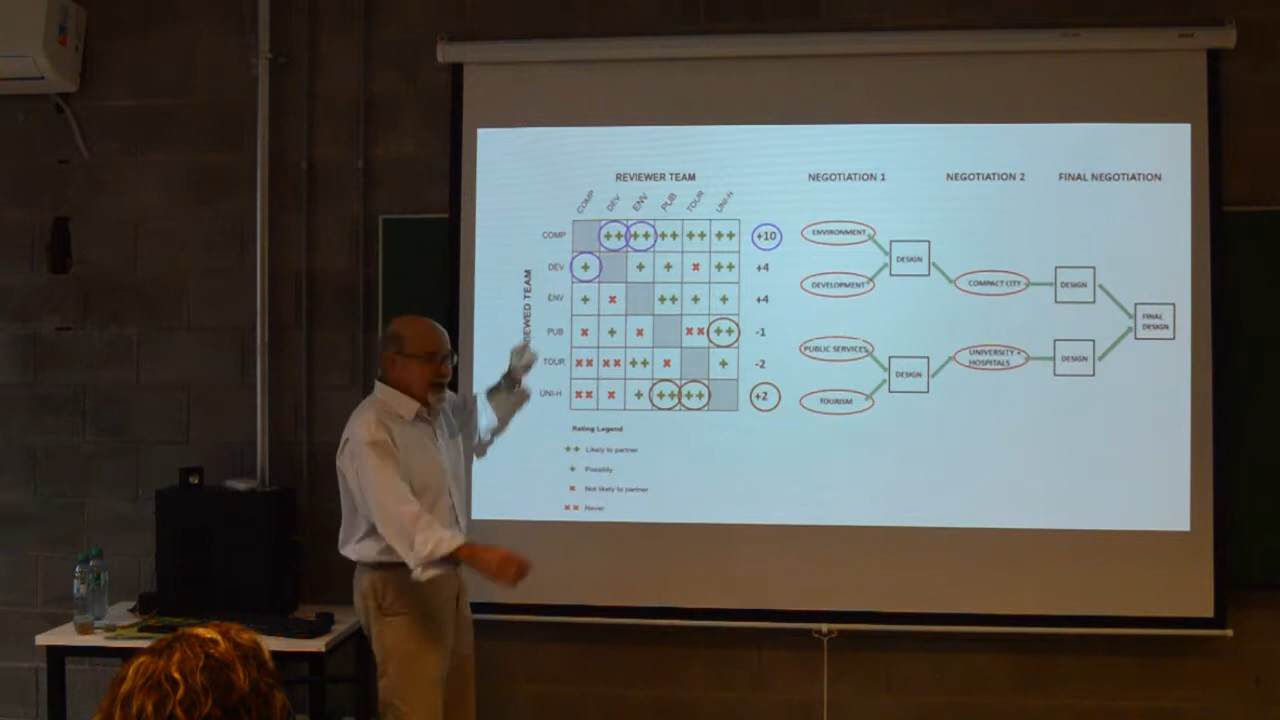 REVIEWER TEAM
NEGOTIATION 1
NEGOTIATION 2
FINAL NEGOTIATION
COMP DEV ENV PUB TOUR UNI-H
COMP ++ ++ ++ ++ ++ +10
DEV + + + × ++ +4
ENV + × ++ + + +4
PUB × + × ×× ++ -1
TOUR ×× ×× ++ × + -2
UNI-H ×× × + ++ ++ +2
Rating Legend
++ Likely to partner
+ Possibly
× Not likely to partner
×× Never
ENVIRONMENT
DEVELOPMENT
DESIGN
COMPACT CITY
DESIGN
PUBLIC SERVICES
TOURISM
DESIGN
UNIVERSITY +
HOSPITALS
DESIGN
FINAL
DESIGN